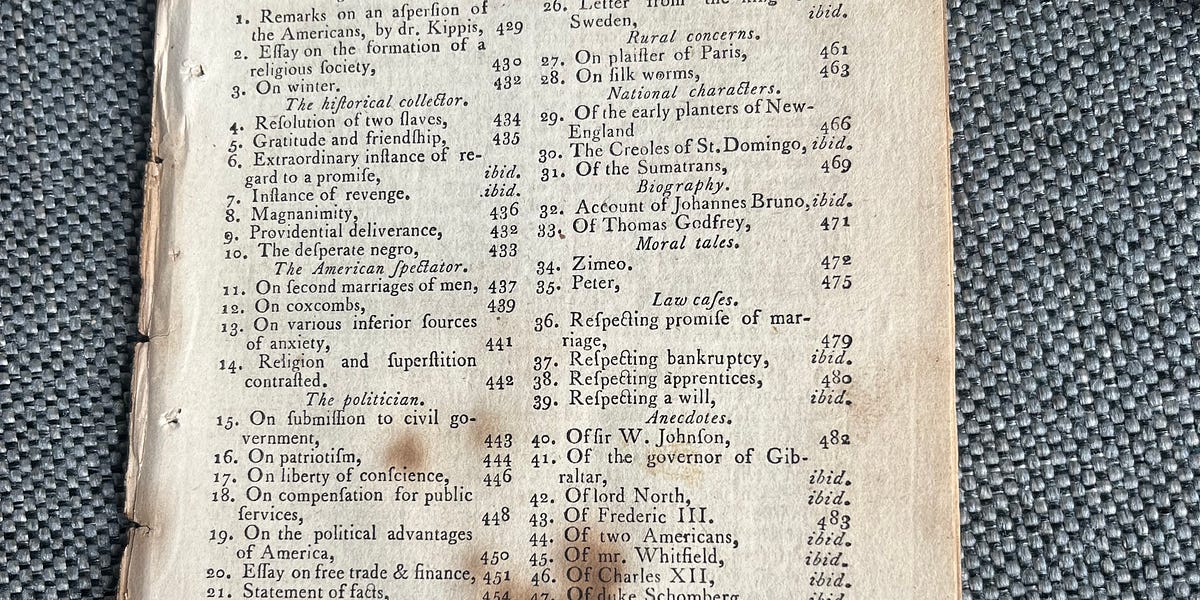 1. Remarks on an aſperſion of
the Americans, by dr. Kippis, 429
2. Eſſay on the formation of a
religious ſociety, 430
3. On winter. 432
The hiſtorical collector.
4. Reſolution of two ſlaves, 434
5. Gratitude and friendſhip, 435
6. Extraordinary inſtance of re-
gard to a promiſe, ibid.
7. Inſtance of revenge. ibid.
8. Magnanimity, 436
9. Providential deliverance, 432
10. The deſperate negro, 433
The American ſpectator.
11. On ſecond marriages of men, 437
12. On coxcombs, 439
13. On various inferior ſources
of anxiety, 441
14. Religion and ſuperſtition
contraſted. 442
The politician.
15. On ſubmiſſion to civil go-
vernment, 443
16. On patriotiſm, 444
17. On liberty of conſcience, 446
18. On compenſation for public
ſervices, 448
19. On the political advantages
of America, 450
20. Eſſay on free trade & finance, 451
21. Statement of facts, 454
26. Letter from the
Sweden, ibid.
Rural concerns.
27. On plaiſter of Paris, 461
28. On ſilk worms, 463
National characters.
29. Of the early planters of New-
England 466
30. The Creoles of St. Domingo, ibid.
31. Of the Sumatrans, 469
Biography.
32. Account of Johannes Bruno, ibid.
33. Of Thomas Godfrey, 471
Moral tales.
34. Zimeo. 472
35. Peter, 475
Law caſes.
36. Reſpecting promiſe of mar-
riage, 479
37. Reſpecting bankruptcy, ibid.
38. Reſpecting apprentices, 480
39. Reſpecting a will, ibid.
Anecdotes.
40. Of ſir W. Johnſon, 482
41. Of the governor of Gib-
raltar, ibid.
42. Of lord North, ibid.
43. Of Frederic III. 483
44. Of two Americans, ibid.
45. Of mr. Whitfield, ibid.
46. Of Charles XII, ibid.
47. Of duke Schomberg, ibid.